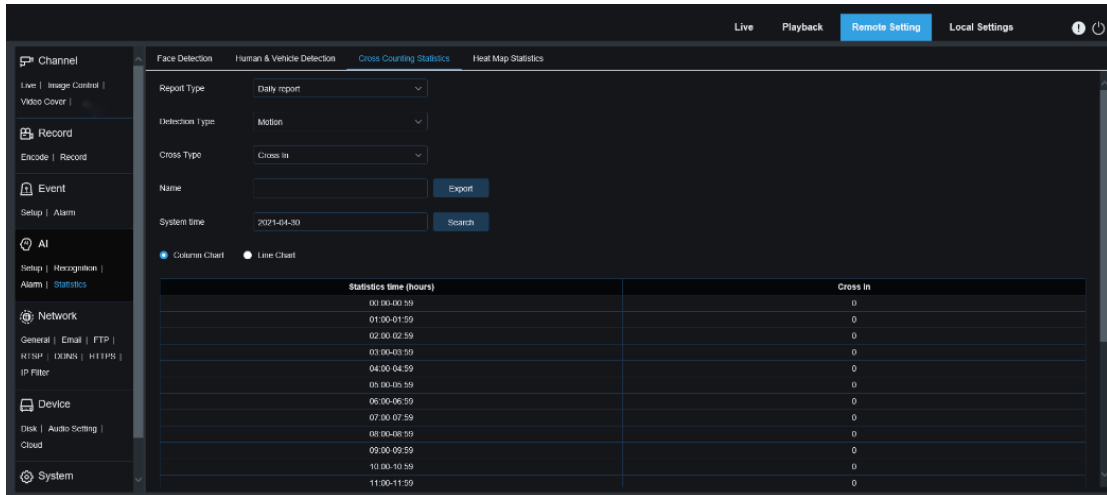 Live Playback Remote Setting Local Settings
Channel
Live | Image Control |
Video Cover |
Record
Encode | Record
Event
Setup | Alarm
AI
Setup | Recognition |
Alarm | Statistics
Network
General | Email | FTP |
RTSP | DDNS | HTTPS |
IP Filter
Device
Disk | Audio Setting |
Cloud
System
Face Detection Human & Vehicle Detection Cross Counting Statistics Heat Map Statistics
Report Type Daily report
Detection Type Motion
Cross Type Cross In
Name Export
System time 2021-04-30 Search
Column Chart Line Chart
Statistics time (hours) Cross In
00:00-00:59 0
01:00-01:59 0
02:00-02:59 0
03:00-03:59 0
04:00-04:59 0
05:00-05:59 0
06:00-06:59 0
07:00-07:59 0
08:00-08:59 0
09:00-09:59 0
10:00-10:59 0
11:00-11:59 0